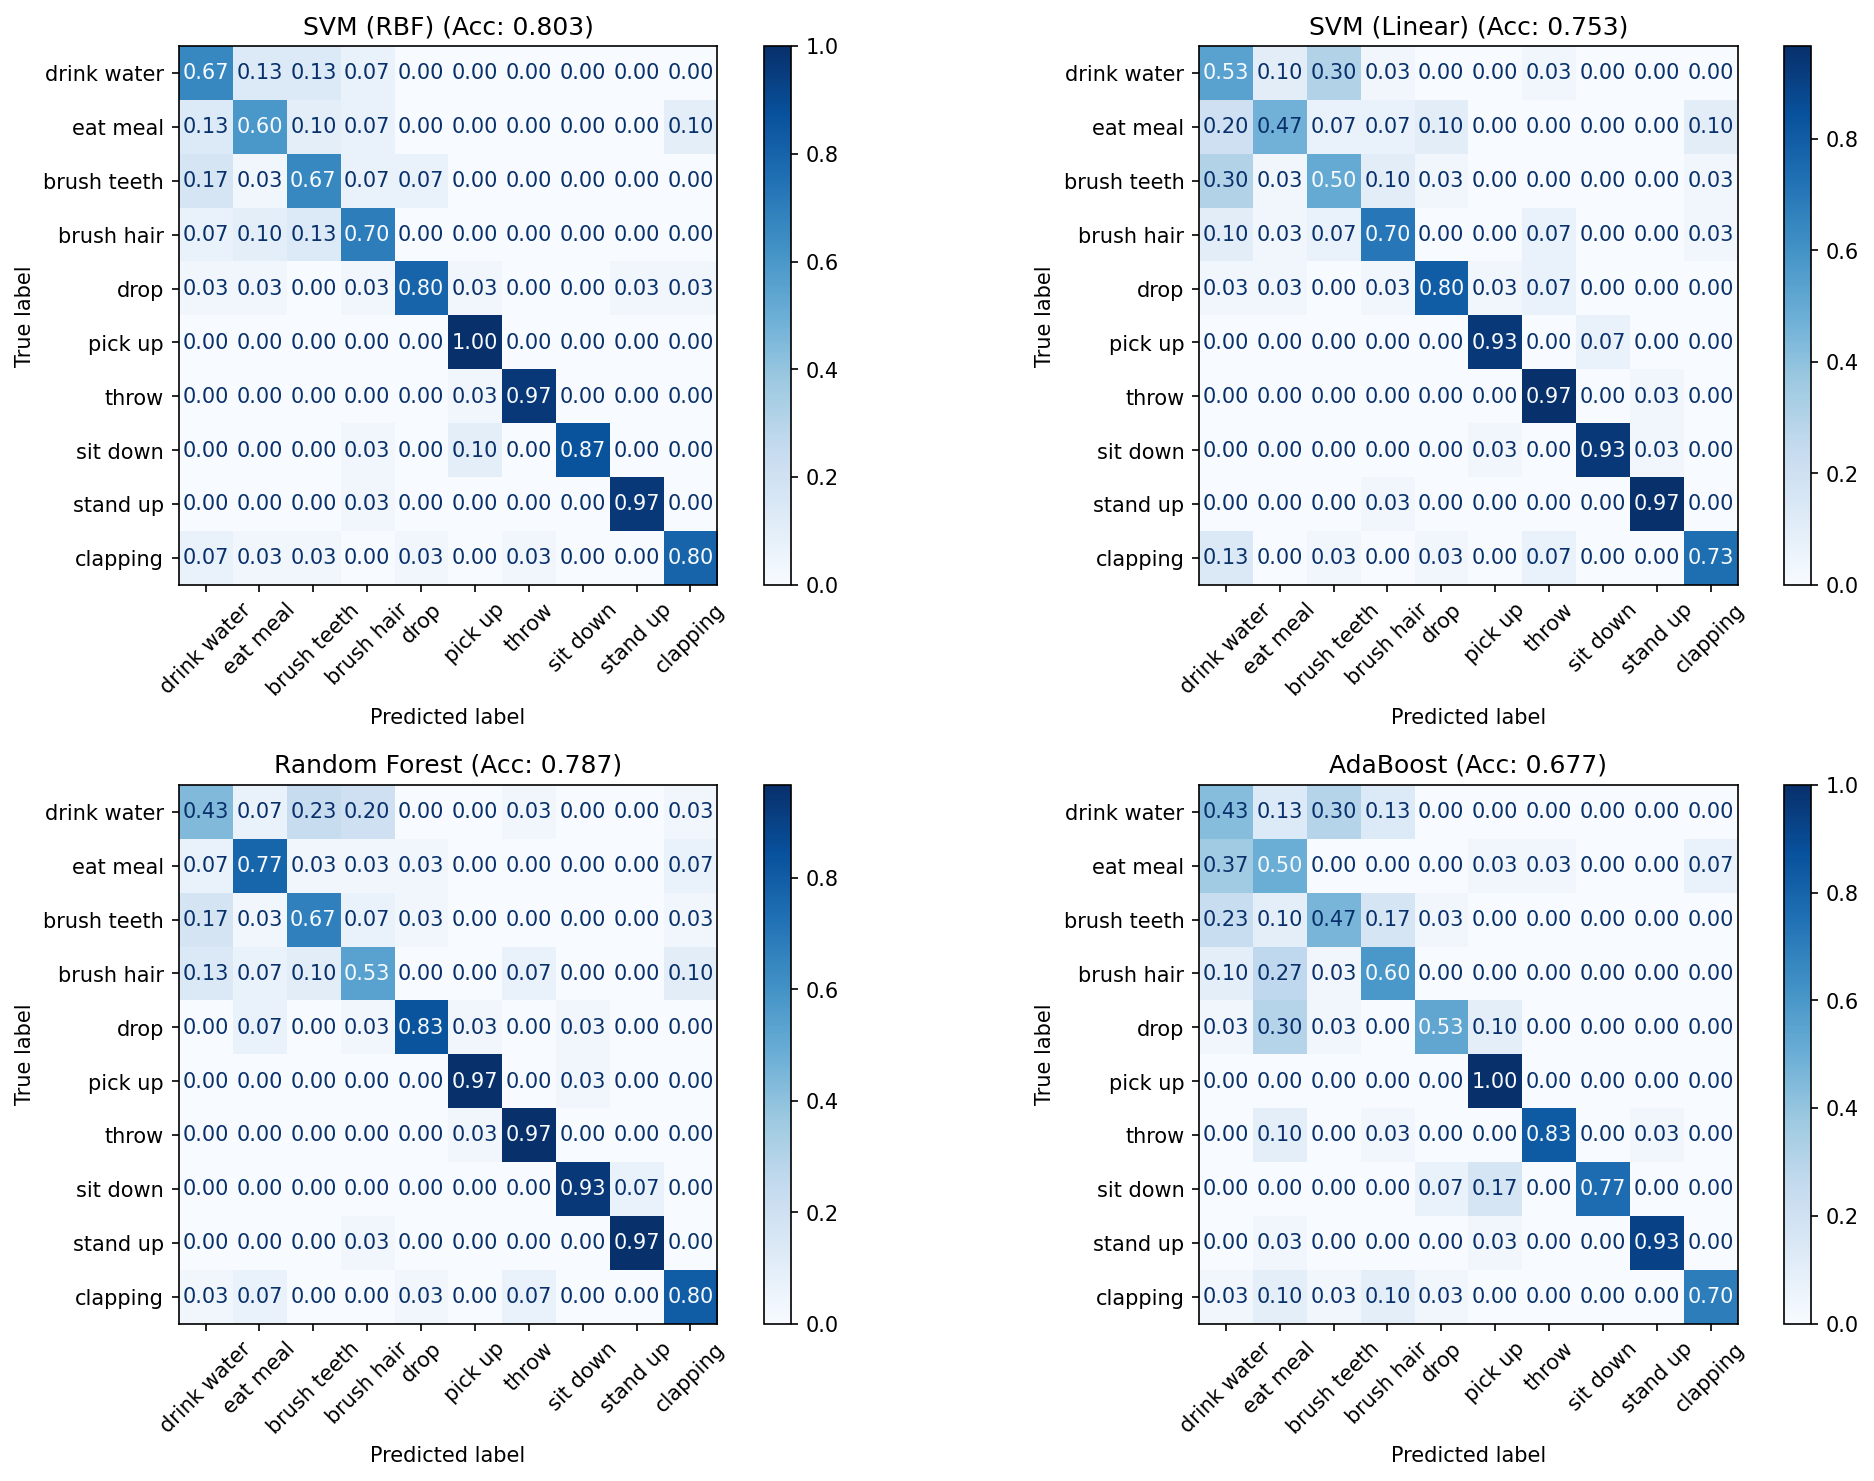 SVM (RBF) (Acc: 0.803)
True label
drink water 0.67 0.13 0.13 0.07 0.00 0.00 0.00 0.00 0.00 0.00
eat meal 0.13 0.60 0.10 0.07 0.00 0.00 0.00 0.00 0.00 0.10
brush teeth 0.17 0.03 0.67 0.07 0.07 0.00 0.00 0.00 0.00 0.00
brush hair 0.07 0.10 0.13 0.70 0.00 0.00 0.00 0.00 0.00 0.00
drop 0.03 0.03 0.00 0.03 0.80 0.03 0.00 0.00 0.03 0.03
pick up 0.00 0.00 0.00 0.00 0.00 1.00 0.00 0.00 0.00 0.00
throw 0.00 0.00 0.00 0.00 0.00 0.03 0.97 0.00 0.00 0.00
sit down 0.00 0.00 0.00 0.03 0.00 0.10 0.00 0.87 0.00 0.00
stand up 0.00 0.00 0.00 0.03 0.00 0.00 0.00 0.00 0.97 0.00
clapping 0.07 0.03 0.03 0.00 0.03 0.00 0.03 0.00 0.00 0.80
drink water eat meal brush teeth brush hair drop pick up throw sit down stand up clapping
Predicted label
1.0
0.8
0.6
0.4
0.2
0.0
SVM (Linear) (Acc: 0.753)
True label
drink water 0.53 0.10 0.30 0.03 0.00 0.00 0.03 0.00 0.00 0.00
eat meal 0.20 0.47 0.07 0.07 0.10 0.00 0.00 0.00 0.00 0.10
brush teeth 0.30 0.03 0.50 0.10 0.03 0.00 0.00 0.00 0.00 0.03
brush hair 0.10 0.03 0.07 0.70 0.00 0.00 0.07 0.00 0.00 0.03
drop 0.03 0.03 0.00 0.03 0.80 0.03 0.07 0.00 0.00 0.00
pick up 0.00 0.00 0.00 0.00 0.00 0.93 0.00 0.07 0.00 0.00
throw 0.00 0.00 0.00 0.00 0.00 0.00 0.97 0.00 0.03 0.00
sit down 0.00 0.00 0.00 0.00 0.00 0.03 0.00 0.93 0.03 0.00
stand up 0.00 0.00 0.00 0.03 0.00 0.00 0.00 0.00 0.97 0.00
clapping 0.13 0.00 0.03 0.00 0.03 0.00 0.07 0.00 0.00 0.73
drink water eat meal brush teeth brush hair drop pick up throw sit down stand up clapping
Predicted label
0.8
0.6
0.4
0.2
0.0
Random Forest (Acc: 0.787)
True label
drink water 0.43 0.07 0.23 0.20 0.00 0.00 0.03 0.00 0.00 0.03
eat meal 0.07 0.77 0.03 0.03 0.03 0.00 0.00 0.00 0.00 0.07
brush teeth 0.17 0.03 0.67 0.07 0.03 0.00 0.00 0.00 0.00 0.03
brush hair 0.13 0.07 0.10 0.53 0.00 0.00 0.07 0.00 0.00 0.10
drop 0.00 0.07 0.00 0.03 0.83 0.03 0.00 0.03 0.00 0.00
pick up 0.00 0.00 0.00 0.00 0.00 0.97 0.00 0.03 0.00 0.00
throw 0.00 0.00 0.00 0.00 0.00 0.03 0.97 0.00 0.00 0.00
sit down 0.00 0.00 0.00 0.00 0.00 0.00 0.00 0.93 0.07 0.00
stand up 0.00 0.00 0.00 0.03 0.00 0.00 0.00 0.00 0.97 0.00
clapping 0.03 0.07 0.00 0.00 0.03 0.00 0.07 0.00 0.00 0.80
drink water eat meal brush teeth brush hair drop pick up throw sit down stand up clapping
Predicted label
0.8
0.6
0.4
0.2
0.0
AdaBoost (Acc: 0.677)
True label
drink water 0.43 0.13 0.30 0.13 0.00 0.00 0.00 0.00 0.00 0.00
eat meal 0.37 0.50 0.00 0.00 0.00 0.03 0.03 0.00 0.00 0.07
brush teeth 0.23 0.10 0.47 0.17 0.03 0.00 0.00 0.00 0.00 0.00
brush hair 0.10 0.27 0.03 0.60 0.00 0.00 0.00 0.00 0.00 0.00
drop 0.03 0.30 0.03 0.00 0.53 0.10 0.00 0.00 0.00 0.00
pick up 0.00 0.00 0.00 0.00 0.00 1.00 0.00 0.00 0.00 0.00
throw 0.00 0.10 0.00 0.03 0.00 0.00 0.83 0.00 0.03 0.00
sit down 0.00 0.00 0.00 0.00 0.07 0.17 0.00 0.77 0.00 0.00
stand up 0.00 0.03 0.00 0.00 0.00 0.03 0.00 0.00 0.93 0.00
clapping 0.03 0.10 0.03 0.10 0.03 0.00 0.00 0.00 0.00 0.70
drink water eat meal brush teeth brush hair drop pick up throw sit down stand up clapping
Predicted label
1.0
0.8
0.6
0.4
0.2
0.0